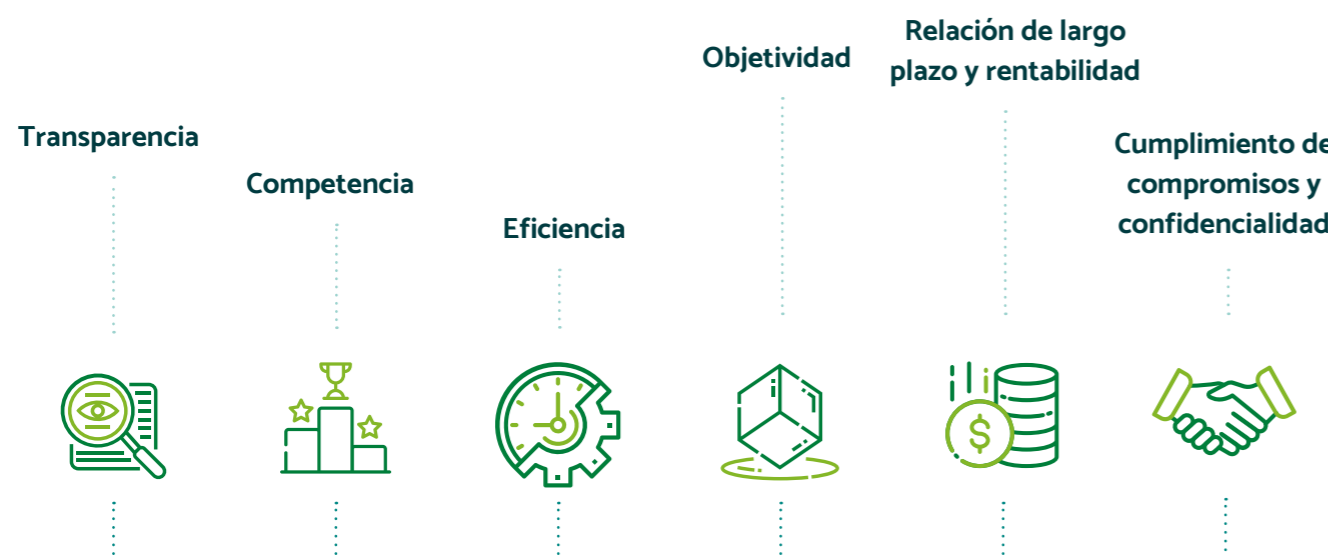 Transparencia
Competencia
Eficiencia
Objetividad
Relación de largo
plazo y rentabilidad
Cumplimiento de
compromisos y
confidencialidad
$